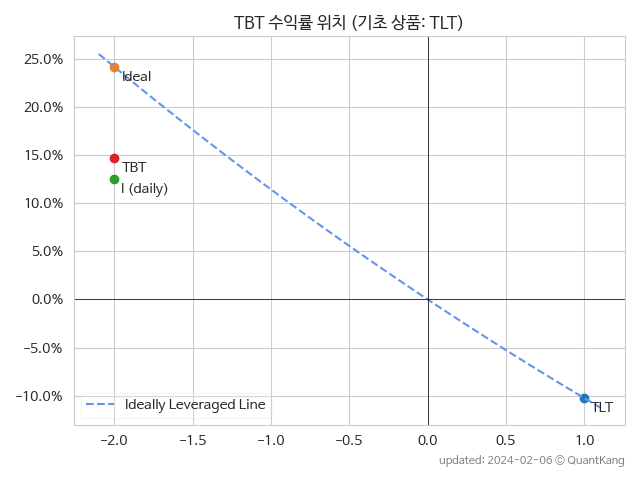 TBT 수익률 위치 (기초 상품: TLT)
25.0%
Ideal
20.0%
15.0%
TBT
I (daily)
10.0%
5.0%
0.0%
−5.0%
−10.0%
Ideally Leveraged Line
TLT
−2.0 −1.5 −1.0 −0.5 0.0 0.5 1.0
updated: 2024-02-06 © QuantKang